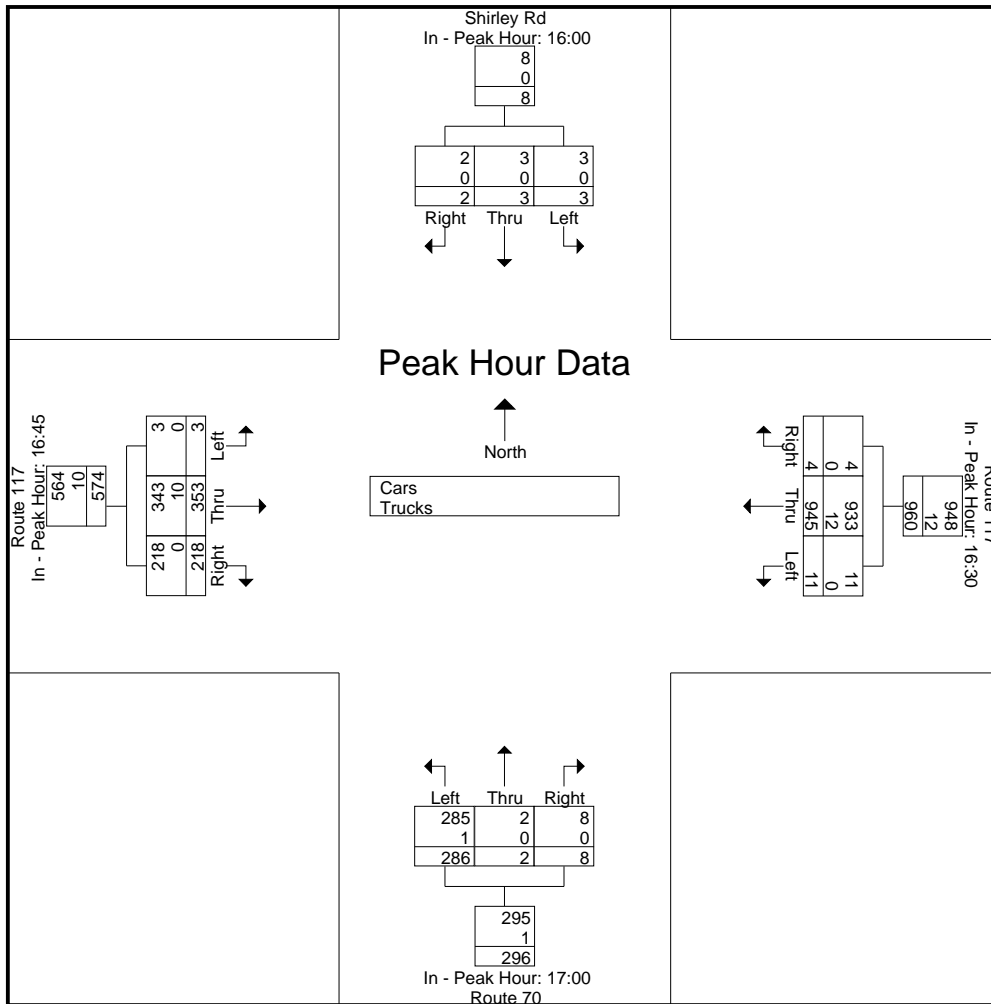 Shirley Rd
In - Peak Hour: 16:00
8
0
8
2 3 3
0 0 0
2 3 3
Right Thru Left
Peak Hour Data
North
Cars
Trucks
Route 117
In - Peak Hour: 16:45
564
10
574
3 0 3
Left
343 10 353
Thru
218 0 218
Right
Right
4 0 4
Thru
945 12 933
Left
11 0 11
960
12
948
In - Peak Hour: 16:30
Route 117
Left Thru Right
285 2 8
1 0 0
286 2 8
295
1
296
In - Peak Hour: 17:00
Route 70